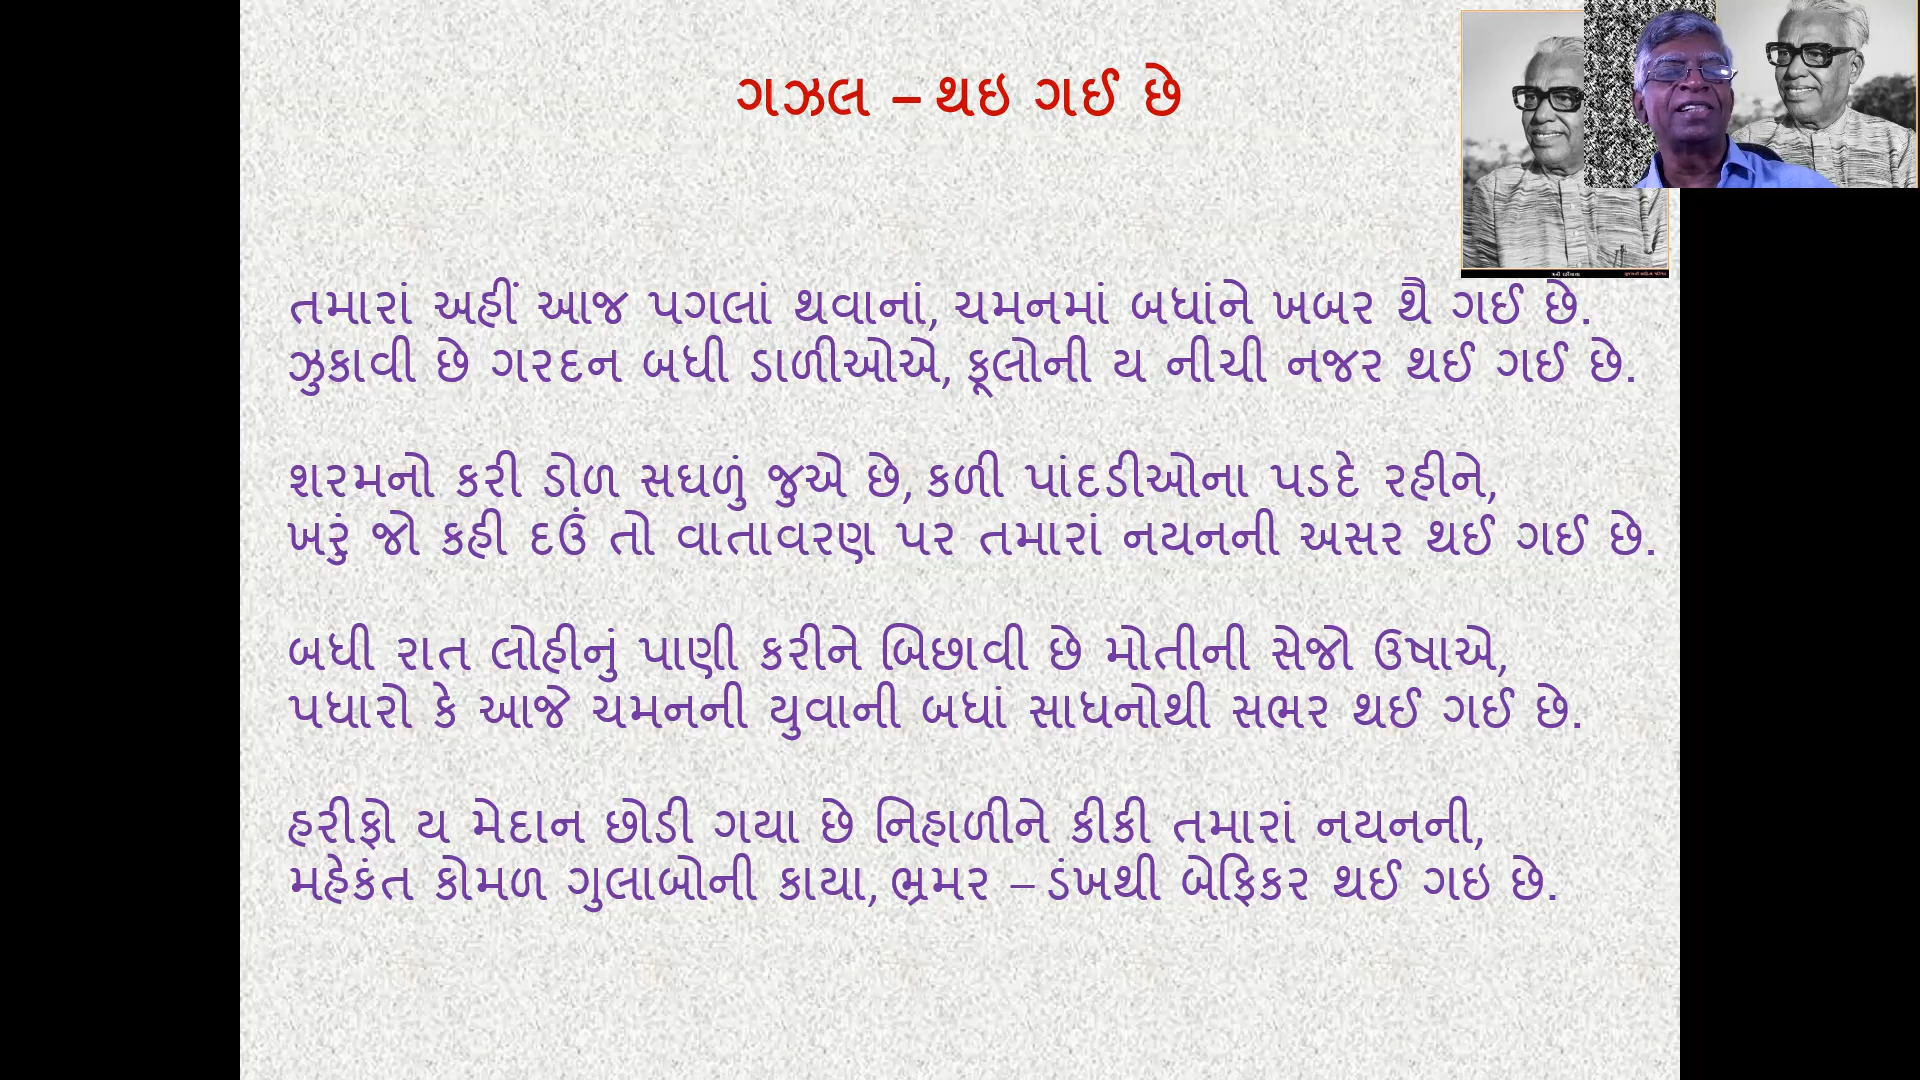 ગઝલ – થઇ ગઈ છે
તમારાં અહીં આજ પગલાં થવાનાં, ચમનમાં બધાંને ખબર થૈ ગઈ છે.
ઝુકાવી છે ગરદન બધી ડાળીઓએ, ફૂલોની ય નીચી નજર થઈ ગઈ છે.
શરમનો કરી ડોળ સઘળું જુએ છે, કળી પાંદડીઓના પડદે રહીને,
ખરું જો કહી દઉં તો વાતાવરણ પર તમારાં નયનની અસર થઈ ગઈ છે.
બધી રાત લોહીનું પાણી કરીને બિછાવી છે મોતીની સેજો ઉષાએ,
પધારો કે આજે ચમનની યુવાની બધાં સાધનોથી સભર થઈ ગઈ છે.
હરીફો ય મેદાન છોડી ગયા છે નિહાળીને કીકી તમારાં નયનની,
મહેકંત કોમળ ગુલાબોની કાયા, ભ્રમર – ડંખથી બેફિકર થઈ ગઇ છે.